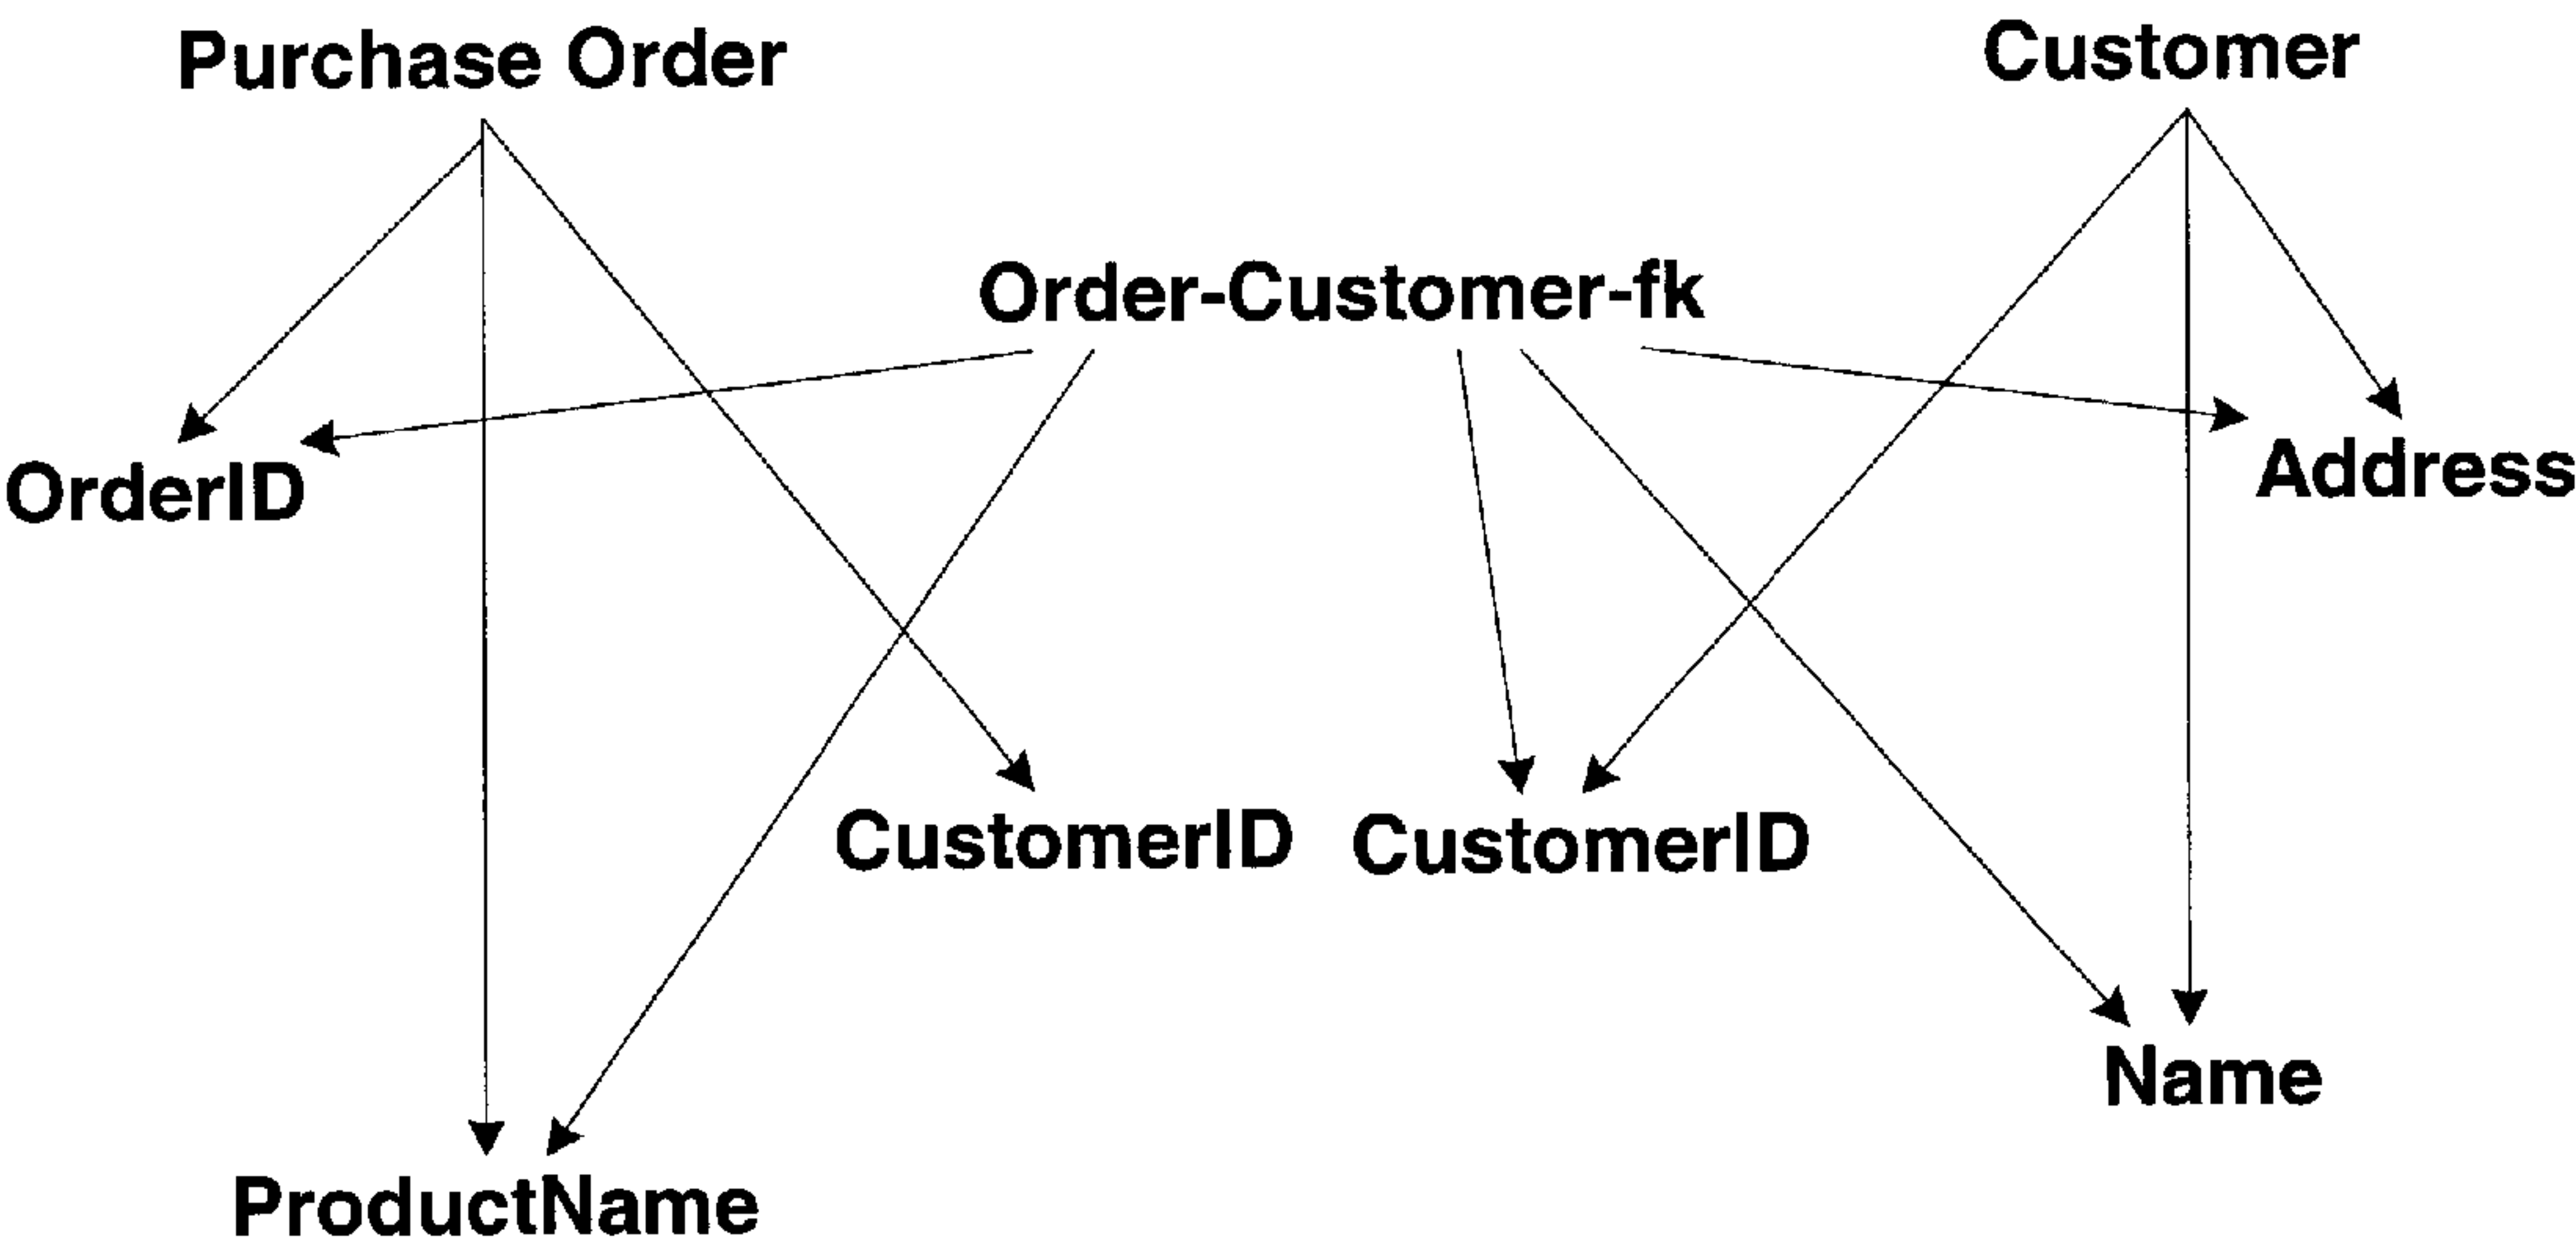 Purchase Order
Customer
Order-Customer-fk
OrderID
Address
CustomerID
CustomerID
Name
ProductName